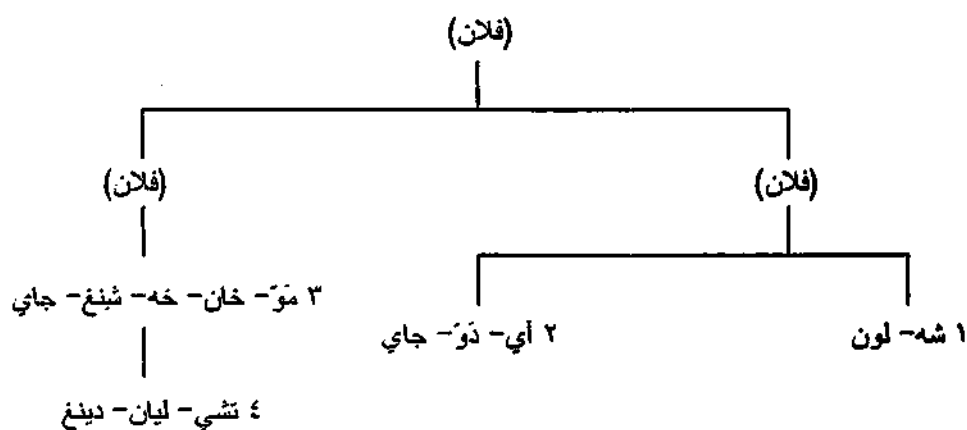 (فلان)
(فلان) (فلان)
١ شه- لون ٢ أي- دَوّ- جاي ٣ مَوّ- خان- خه- شينغ- جاي
٤ تشي- ليان- دينغ